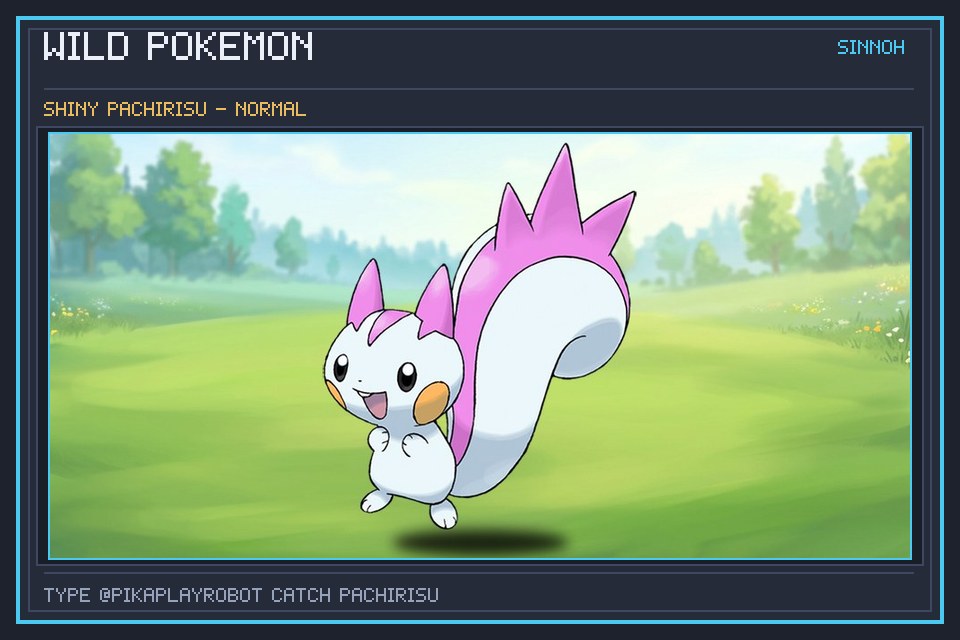 WILD POKEMON
SINNOH
SHINY PACHIRISU - NORMAL
TYPE @PIKAPLAYROBOT CATCH PACHIRISU